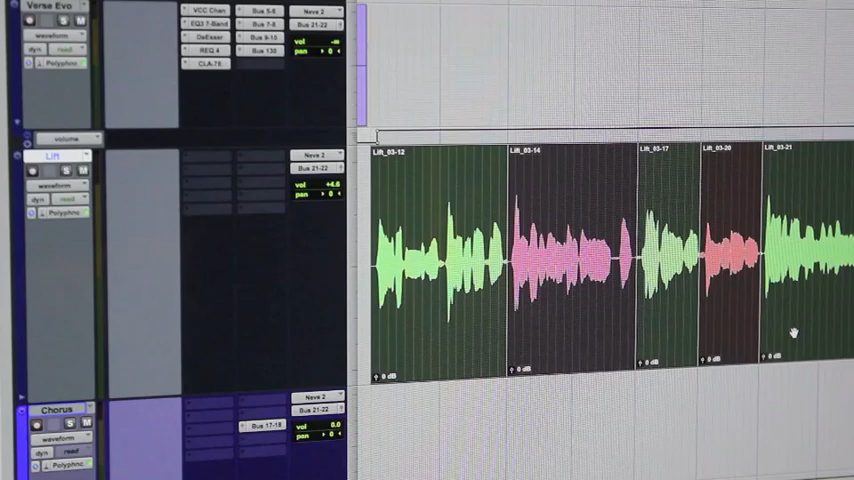 Verse Evo
S M
waveform
dyn read
Polyphnc
VCC Chan
EQ3 7-Band
DeEsser
REQ 4
CLA-76
Bus 5-6
Bus 7-8
Bus 9-10
Bus 130
Neve 2
Bus 21-22
vol -∞
pan 0
volume
Lift
S M
waveform
dyn read
Polyphnc
Neve 2
Bus 21-22
vol +4.6
pan 0
Lift_03-12
Lift_03-14
Lift_03-17
Lift_03-20
Lift_03-21
0 dB
0 dB
0 dB
0 dB
0 dB
Chorus
S M
waveform
dyn read
Polyphnc
Bus 17-18
Neve 2
Bus 21-22
vol 0.0
pan 0